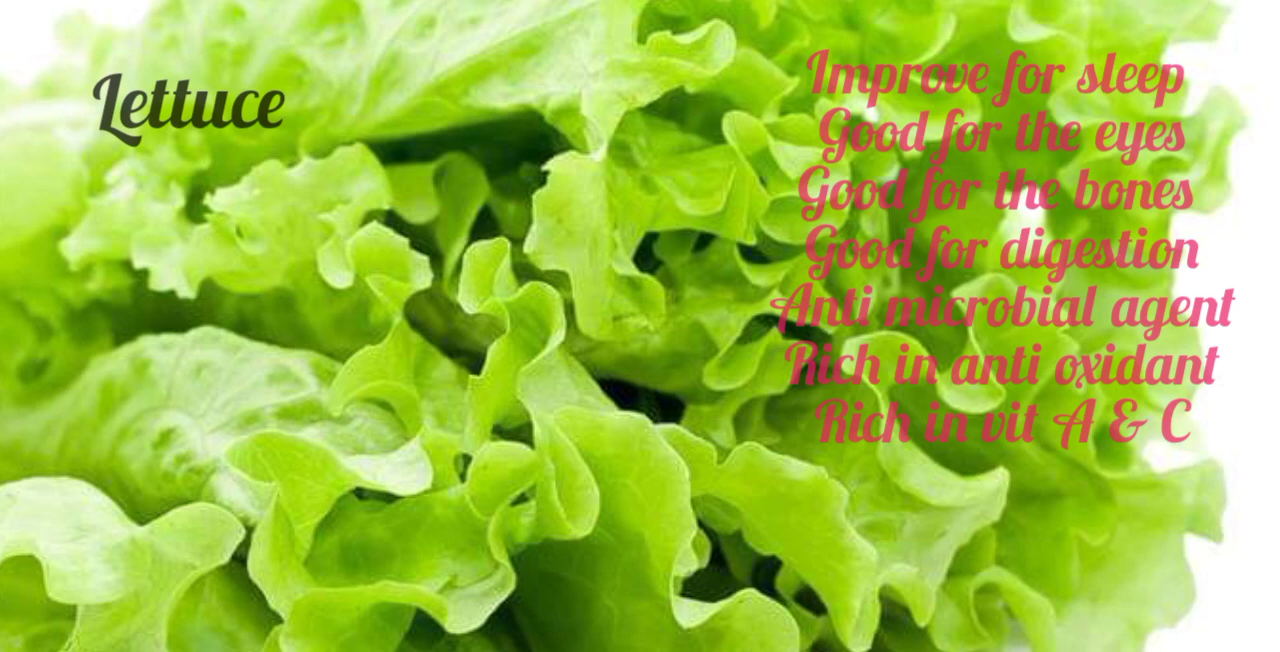 Lettuce
Improve for sleep
Good for the eyes
Good for the bones
Good for digestion
Anti microbial agent
Rich in anti oxidant
Rich in vit A & C